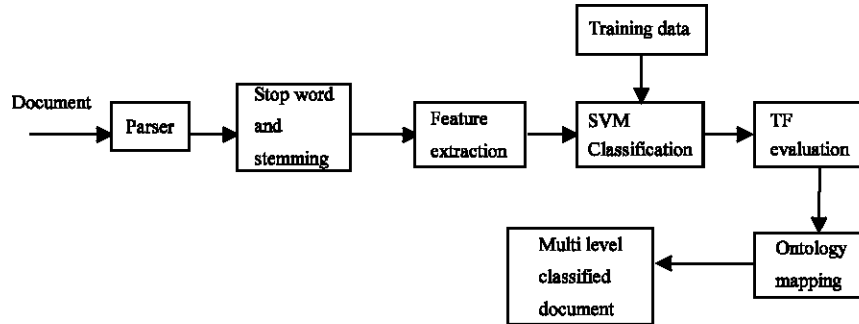 Training data
Document
Parser
Stop word
and
stemming
Feature
extraction
SVM
Classification
TF
evaluation
Multi level
classified
document
Ontology
mapping